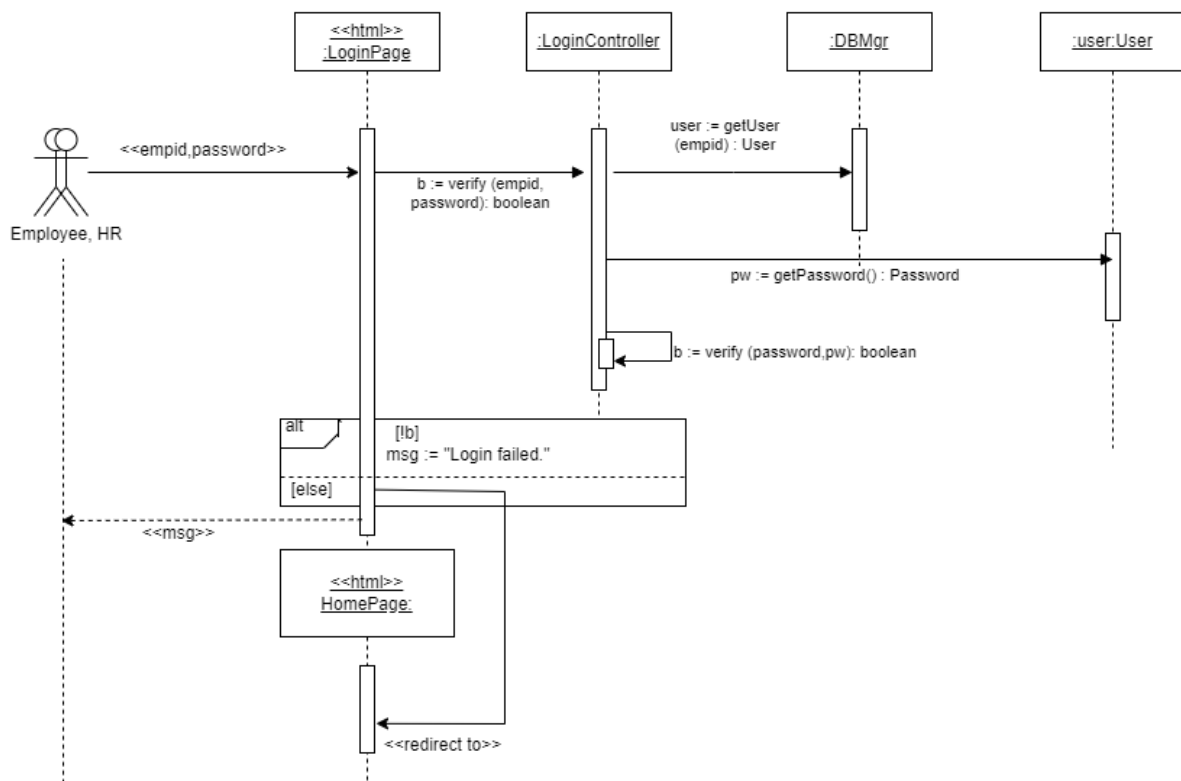 <<html>>
:LoginPage
:LoginController
:DBMgr
:user:User
<<empid,password>>
Employee, HR
b := verify (empid,
password): boolean
user := getUser
(empid) : User
pw := getPassword() : Password
b := verify (password,pw): boolean
alt
[!b]
msg := "Login failed."
[else]
<<msg>>
<<html>>
HomePage:
<<redirect to>>